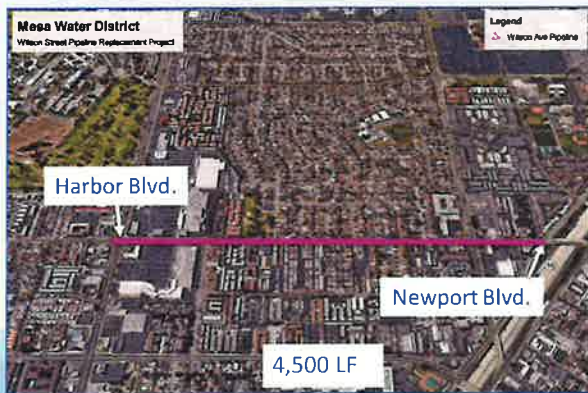 Mesa Water District
Wilson Street Pipeline Replacement Project
Legend
Wilson Ave Pipeline
Harbor Blvd.
Newport Blvd.
4,500 LF